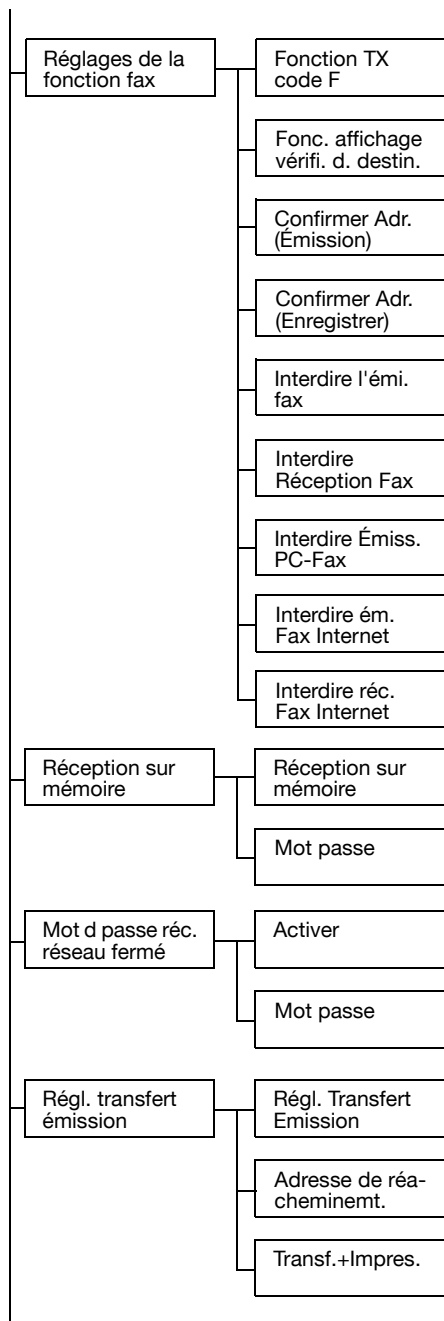 Réglages de la
fonction fax
Fonction TX
code F
Fonc. affichage
vérifi. d. destin.
Confirmer Adr.
(Émission)
Confirmer Adr.
(Enregistrer)
Interdire l'émi.
fax
Interdire
Réception Fax
Interdire Émiss.
PC-Fax
Interdire ém.
Fax Internet
Interdire réc.
Fax Internet
Réception sur
mémoire
Réception sur
mémoire
Mot passe
Mot d passe réc.
réseau fermé
Activer
Mot passe
Régl. transfert
émission
Régl. Transfert
Emission
Adresse de réa-
cheminemt.
Transf.+Impres.